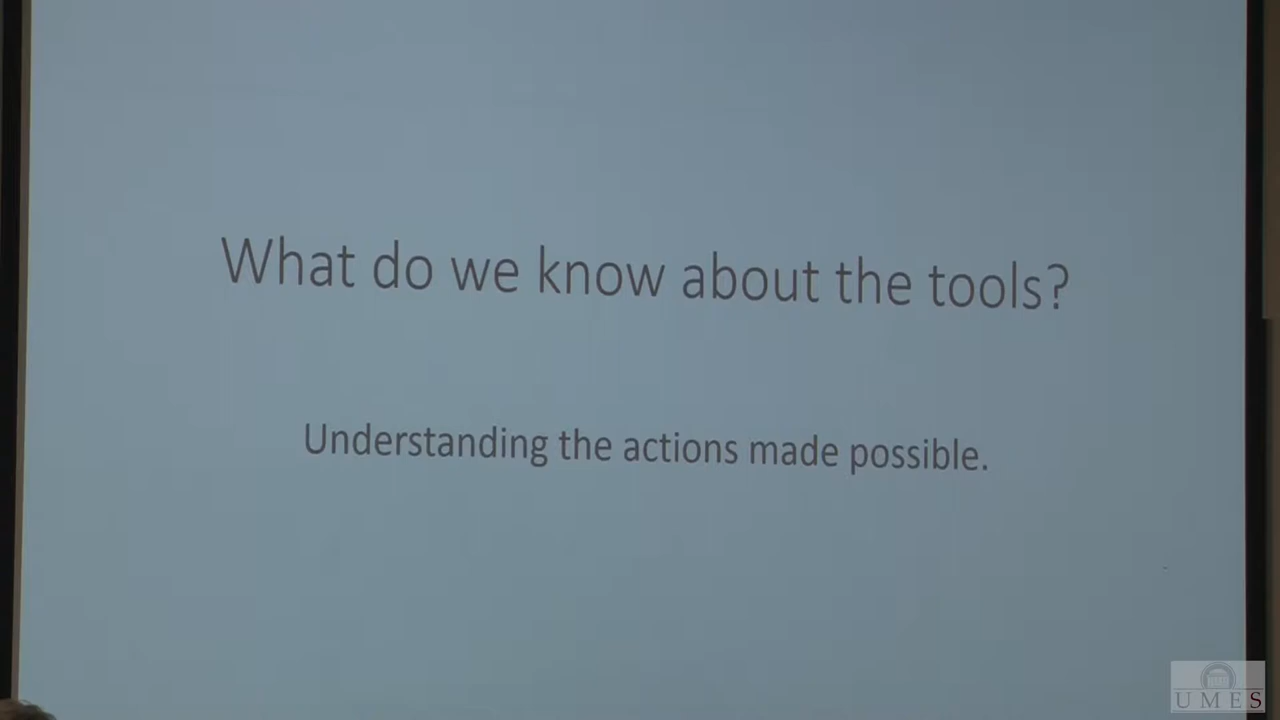 What do we know about the tools?
Understanding the actions made possible.
UMES